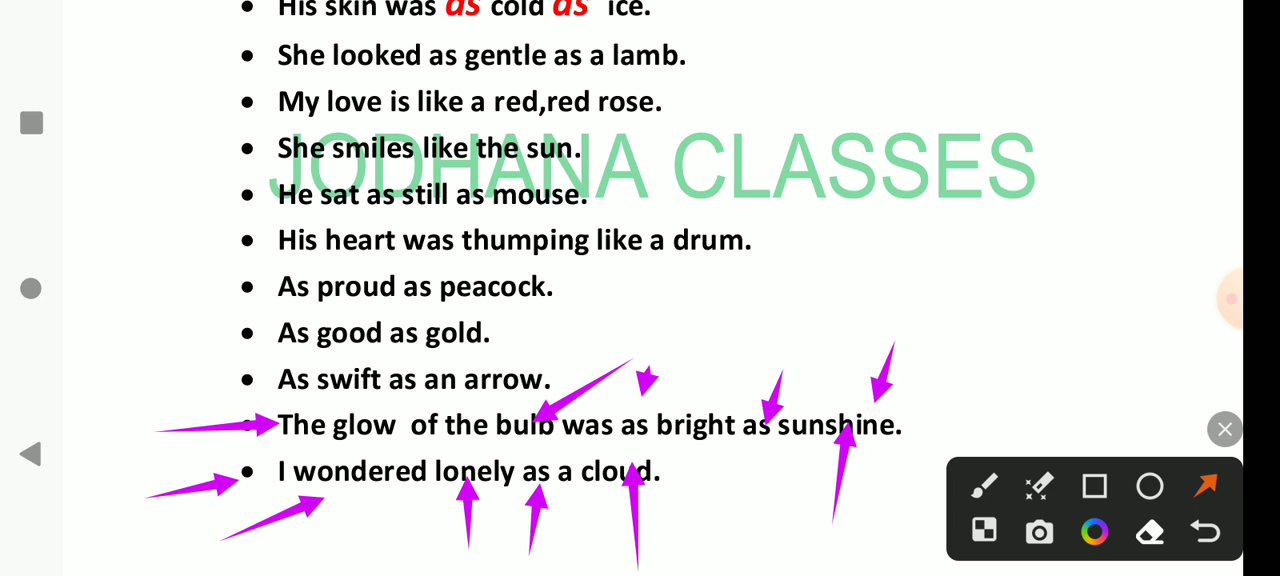 • His skin was as cold as ice.
• She looked as gentle as a lamb.
• My love is like a red,red rose.
JODHANA CLASSES
• She smiles like the sun.
• He sat as still as mouse.
• His heart was thumping like a drum.
• As proud as peacock.
• As good as gold.
• As swift as an arrow.
• The glow of the bulb was as bright as sunshine.
• I wondered lonely as a cloud.